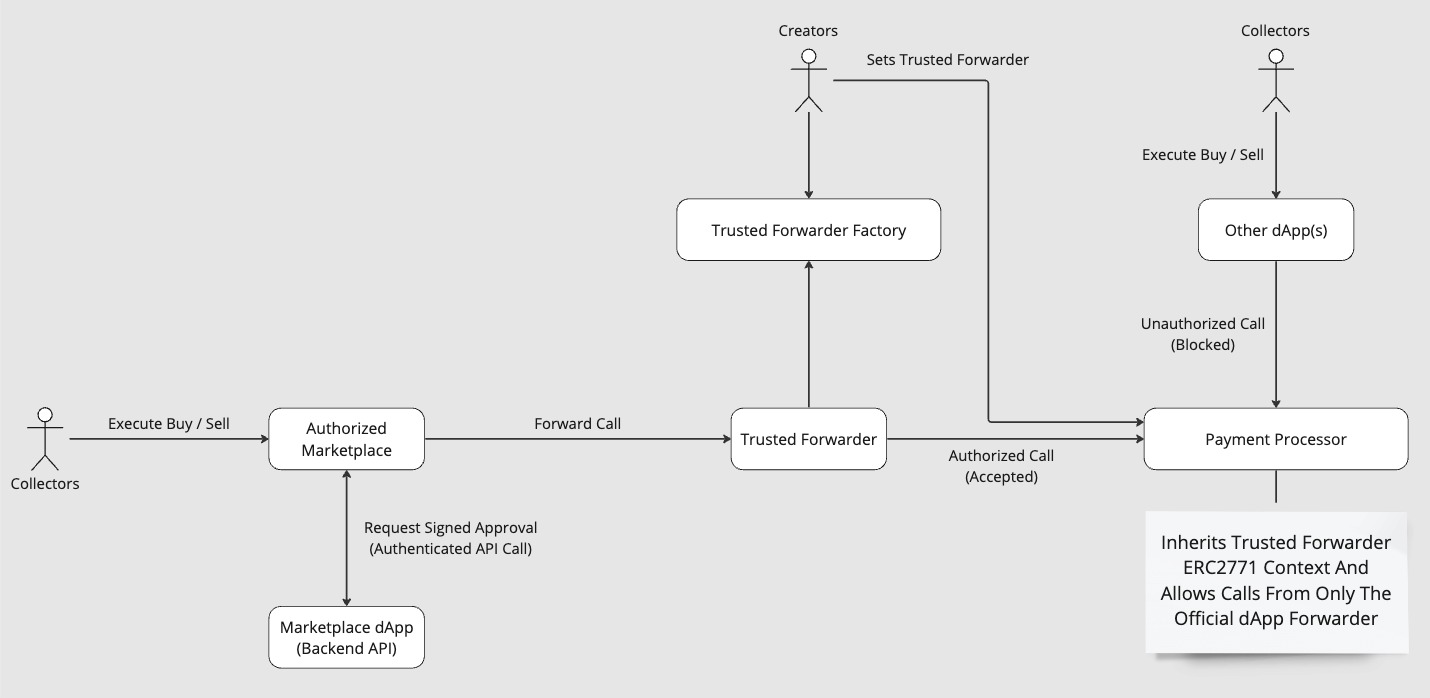 Creators
Collectors
Sets Trusted Forwarder
Execute Buy / Sell
Trusted Forwarder Factory
Other dApp(s)
Unauthorized Call
(Blocked)
Execute Buy / Sell
Authorized
Marketplace
Forward Call
Trusted Forwarder
Authorized Call
(Accepted)
Payment Processor
Collectors
Request Signed Approval
(Authenticated API Call)
Inherits Trusted Forwarder
ERC2771 Context And
Allows Calls From Only The
Official dApp Forwarder
Marketplace dApp
(Backend API)